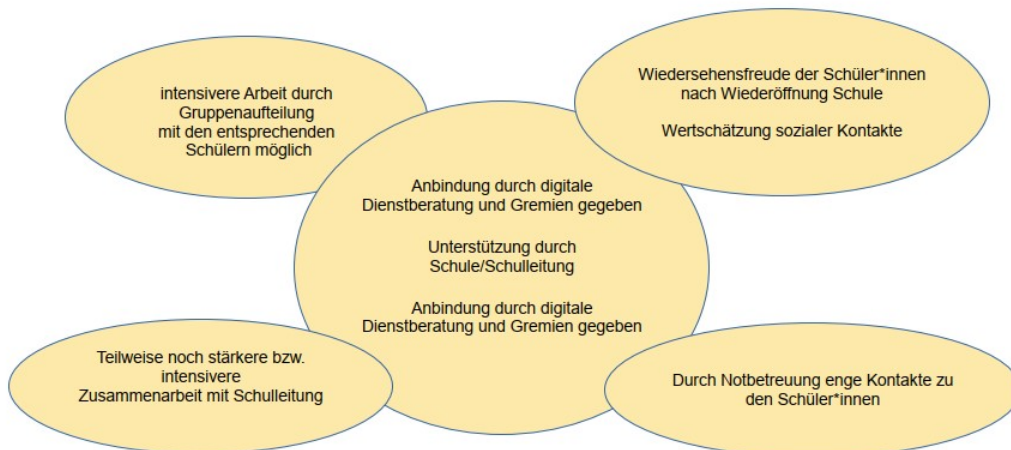 intensivere Arbeit durch
Gruppenaufteilung
mit den entsprechenden
Schülern möglich
Wiedersehensfreude der Schüler*innen
nach Wiederöffnung Schule
Wertschätzung sozialer Kontakte
Anbindung durch digitale
Dienstberatung und Gremien gegeben
Unterstützung durch
Schule/Schulleitung
Anbindung durch digitale
Dienstberatung und Gremien gegeben
Teilweise noch stärkere bzw.
intensivere
Zusammenarbeit mit Schulleitung
Durch Notbetreuung enge Kontakte zu
den Schüler*innen